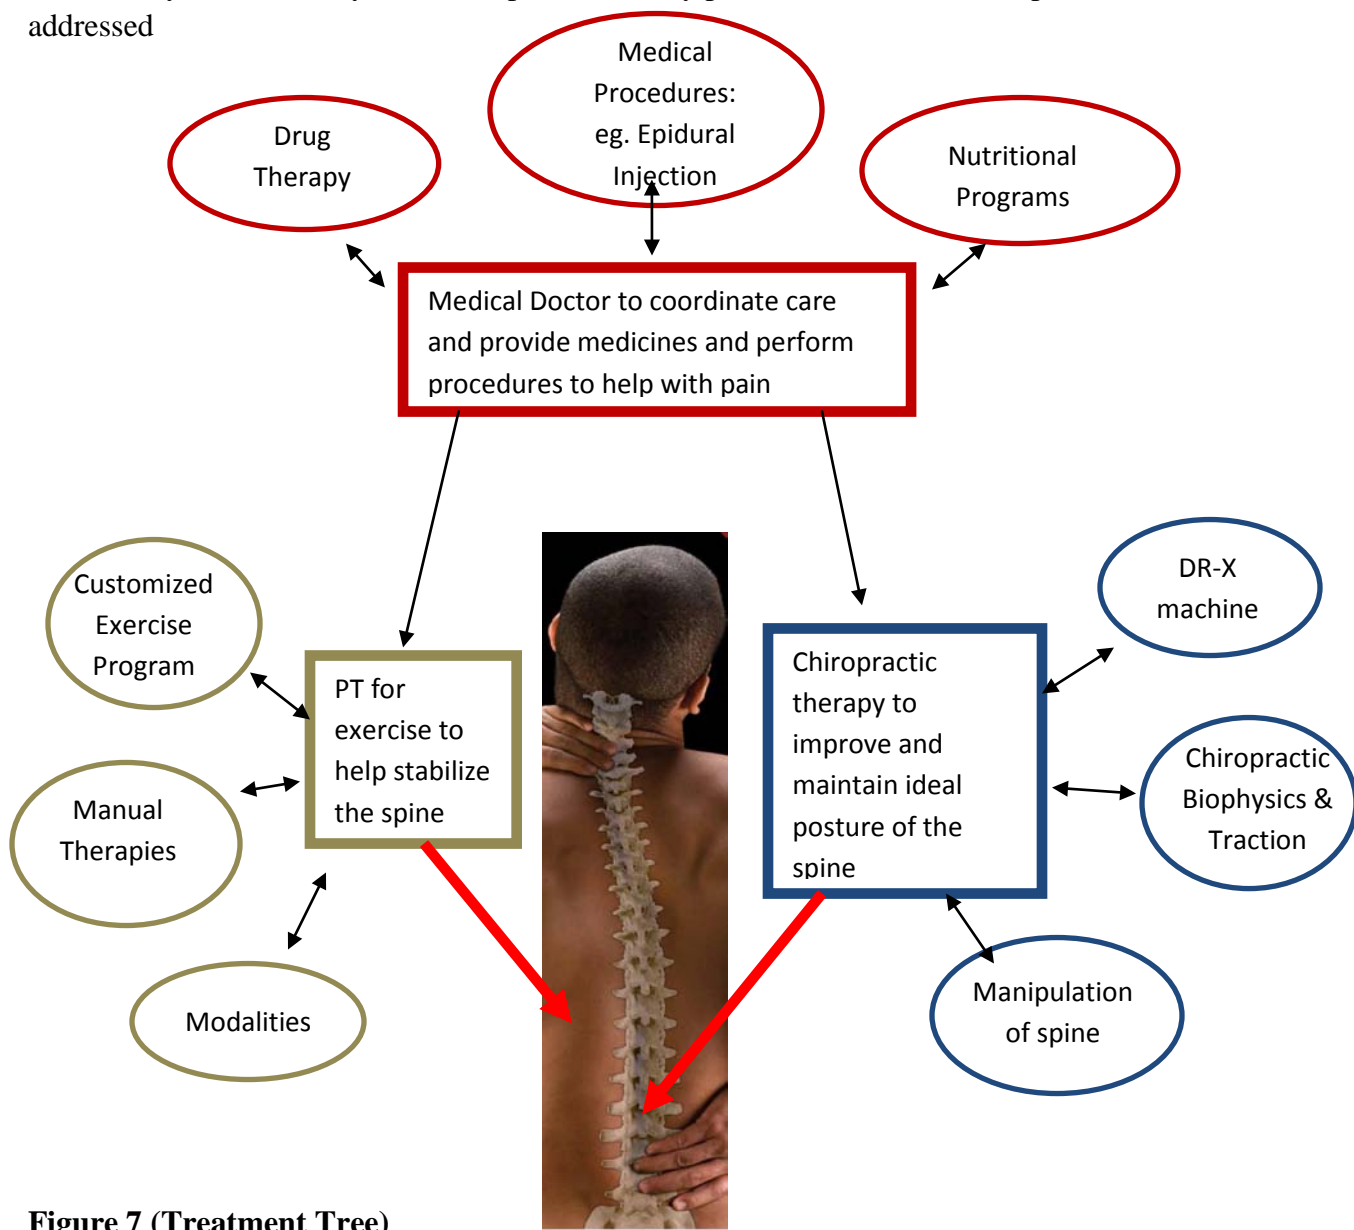 addressed
Medical
Procedures:
eg. Epidural
Injection
Drug
Therapy
Nutritional
Programs
Medical Doctor to coordinate care
and provide medicines and perform
procedures to help with pain
Customized
Exercise
Program
PT for
exercise to
help stabilize
the spine
Manual
Therapies
Modalities
Chiropractic
therapy to
improve and
maintain ideal
posture of the
spine
DR-X
machine
Chiropractic
Biophysics &
Traction
Manipulation
of spine
Figure 7 (Treatment Tree)